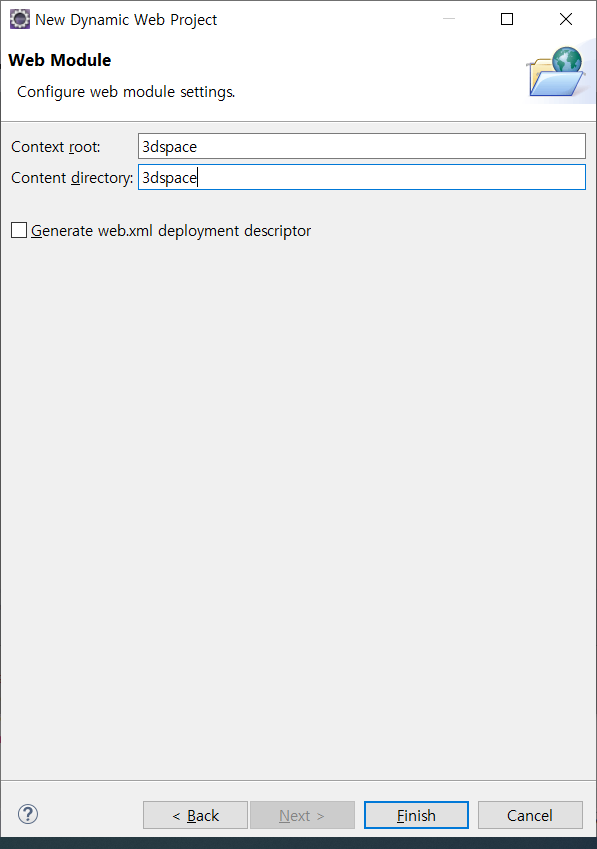 New Dynamic Web Project
Web Module
Configure web module settings.
Context root: 3dspace
Content directory: 3dspace
Generate web.xml deployment descriptor
? < Back Next > Finish Cancel